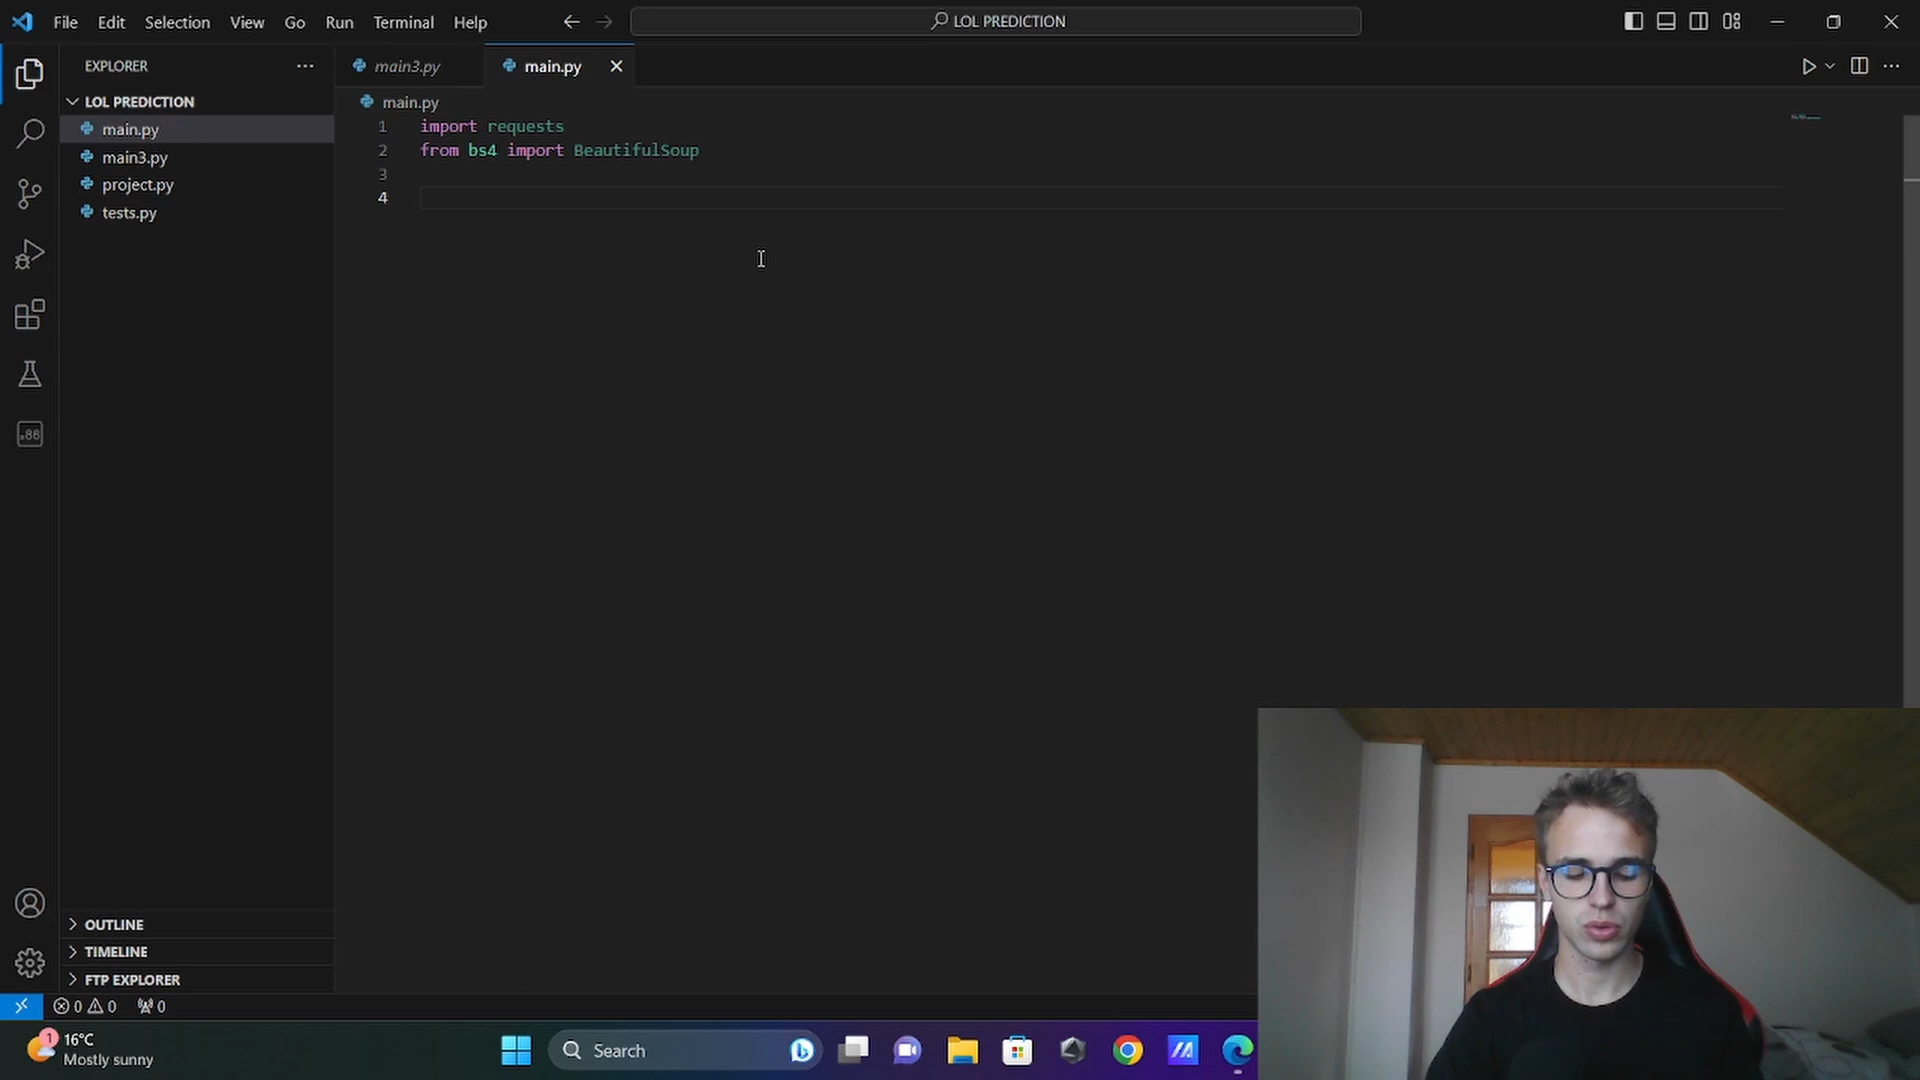 File Edit Selection View Go Run Terminal Help
LOL PREDICTION
EXPLORER
LOL PREDICTION
main.py
main3.py
project.py
tests.py
OUTLINE
TIMELINE
FTP EXPLORER
main3.py
main.py
main.py
1 import requests
2 from bs4 import BeautifulSoup
3
4
.86
0 0 0
1
16°C
Mostly sunny
Search